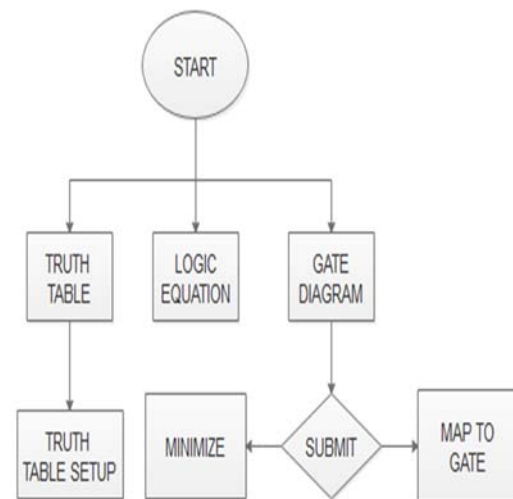 START
TRUTH
TABLE
LOGIC
EQUATION
GATE
DIAGRAM
TRUTH
TABLE SETUP
MINIMIZE
SUBMIT
MAP TO
GATE